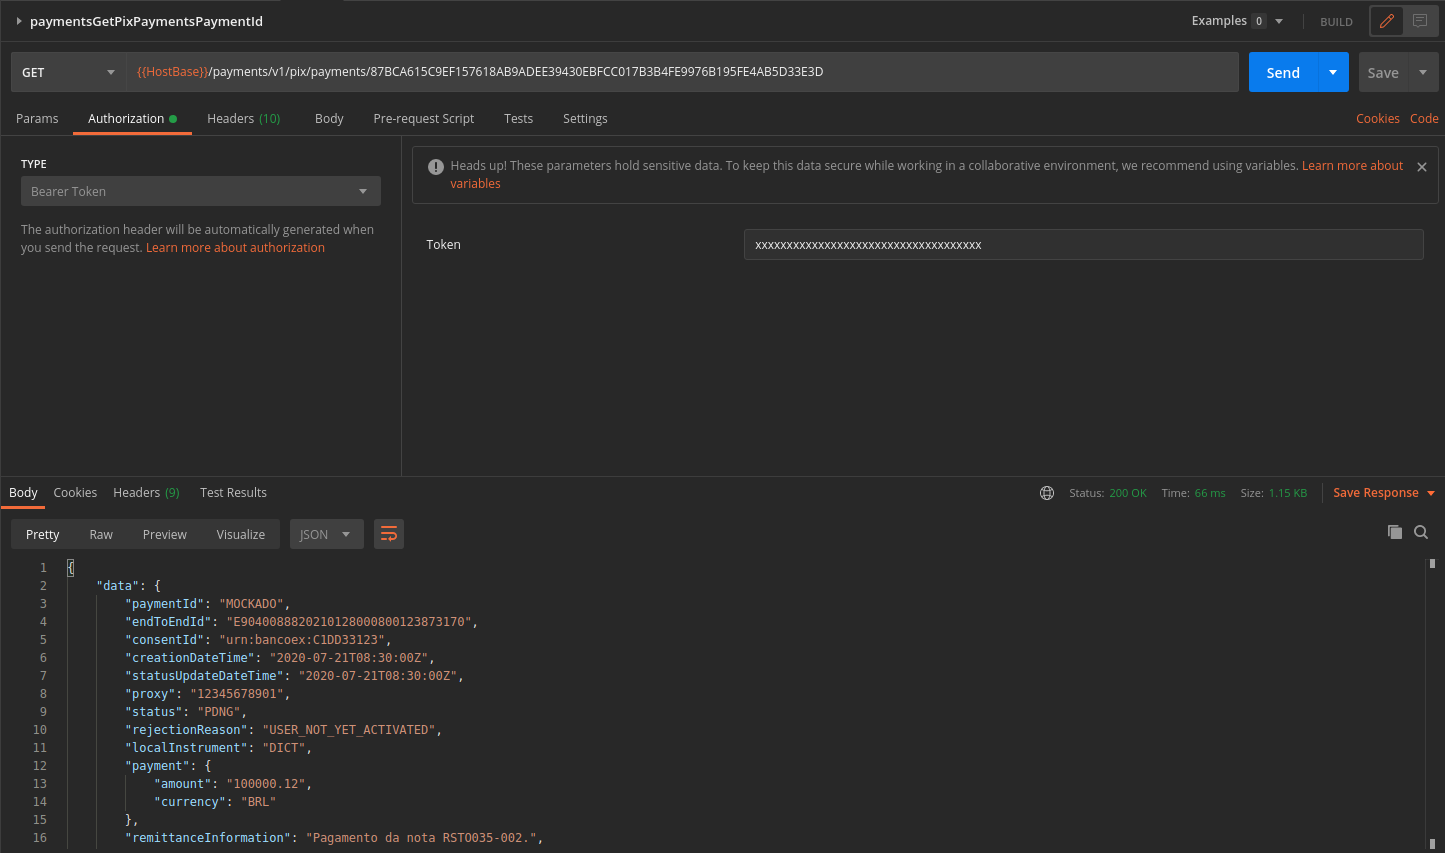 paymentsGetPixPaymentsPaymentId
Examples 0
BUILD
GET
{{HostBase}}/payments/v1/pix/payments/87BCA615C9EF157618AB9ADEE39430EBFCC017B3B4FE9976B195FE4AB5D33E3D
Send
Save
Params Authorization Headers (10) Body Pre-request Script Tests Settings
Cookies Code
TYPE
Bearer Token
The authorization header will be automatically generated when
you send the request. Learn more about authorization
Heads up! These parameters hold sensitive data. To keep this data secure while working in a collaborative environment, we recommend using variables. Learn more about
variables
Token
xxxxxxxxxxxxxxxxxxxxxxxxxxxxxxxxxxxx
Body Cookies Headers (9) Test Results
Status: 200 OK Time: 66 ms Size: 1.15 KB Save Response
Pretty Raw Preview Visualize JSON
1 {
2 "data": {
3 "paymentId": "MOCKADO",
4 "endToEndId": "E9040088820210128000800123873170",
5 "consentId": "urn:bancoex:C1DD33123",
6 "creationDateTime": "2020-07-21T08:30:00Z",
7 "statusUpdateDateTime": "2020-07-21T08:30:00Z",
8 "proxy": "12345678901",
9 "status": "PDNG",
10 "rejectionReason": "USER_NOT_YET_ACTIVATED",
11 "localInstrument": "DICT",
12 "payment": {
13 "amount": "100000.12",
14 "currency": "BRL"
15 },
16 "remittanceInformation": "Pagamento da nota RSTO035-002.",